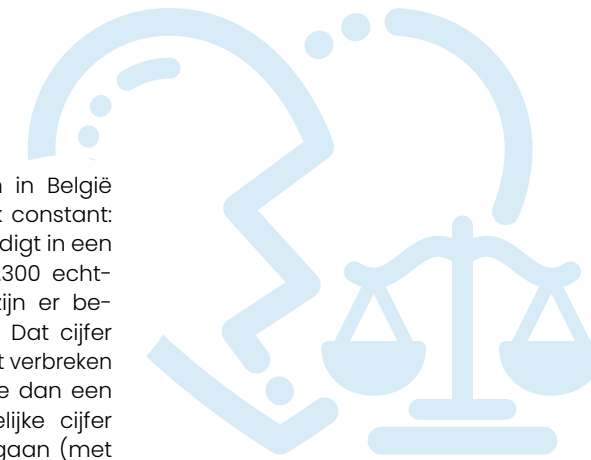 in België
constant:
digt in een
300 echt-
zijn er be-
Dat cijfer
verbreken
dan een
cijfer
gaan (met